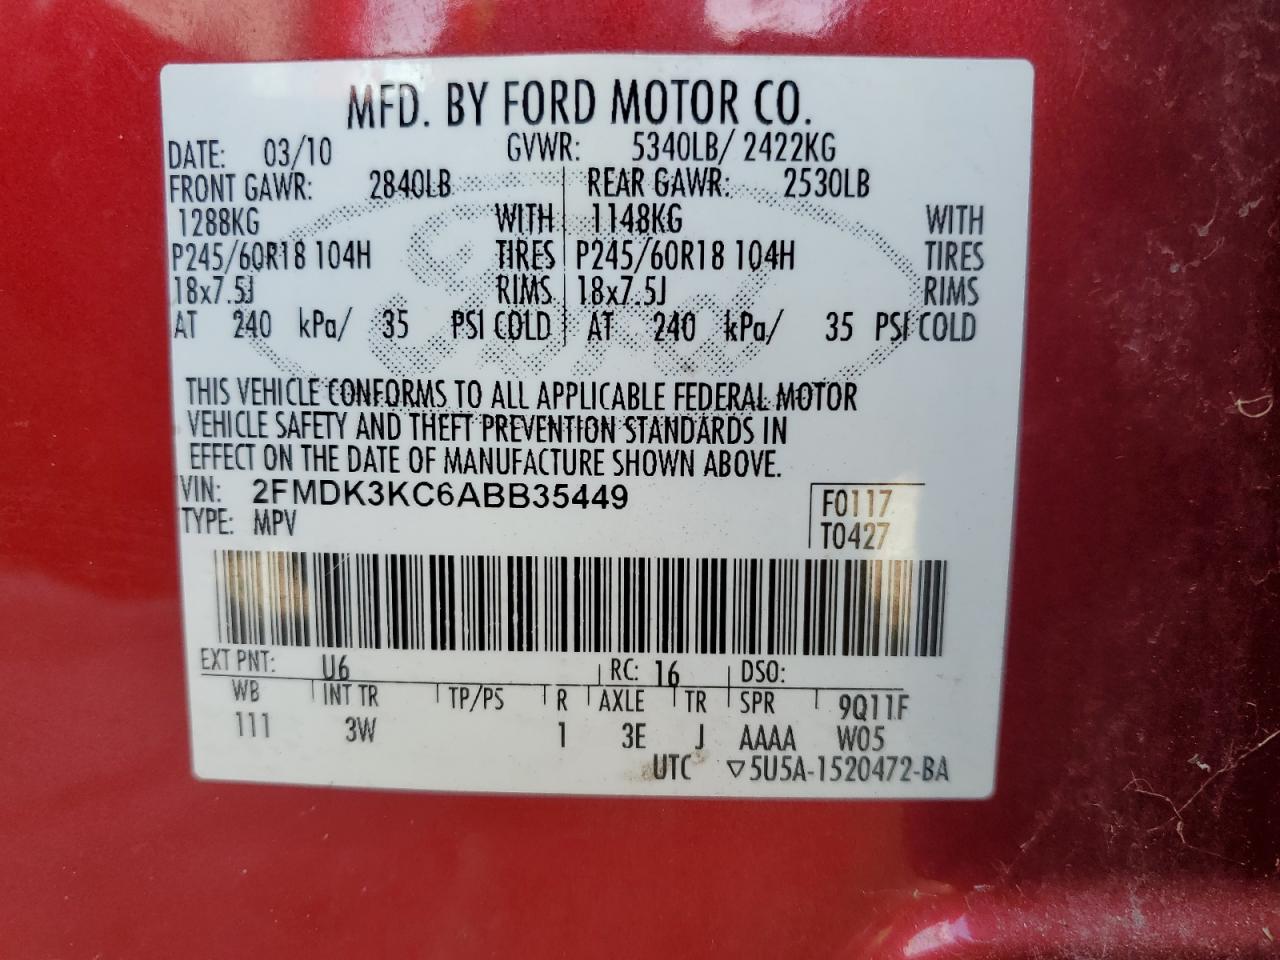 MFD. BY FORD MOTOR CO.
DATE: 03/10 GVWR: 5340LB/ 2422KG
FRONT GAWR: 2840LB REAR GAWR: 2530LB
1288KG WITH 1148KG WITH
P245/60R18 104H TIRES P245/60R18 104H TIRES
18x7.5J RIMS 18x7.5J RIMS
AT 240 kPa/ 35 PSI COLD AT 240 kPa/ 35 PSI COLD
THIS VEHICLE CONFORMS TO ALL APPLICABLE FEDERAL MOTOR
VEHICLE SAFETY AND THEFT PREVENTION STANDARDS IN
EFFECT ON THE DATE OF MANUFACTURE SHOWN ABOVE.
VIN: 2FMDK3KC6ABB35449 F0117
TYPE: MPV T0427
EXT PNT: U6 RC: 16 DSO:
WB INT TR TP/PS R AXLE TR SPR 9Q11F
111 3W 1 3E J AAAA W05
UTC ▽5U5A-1520472-BA